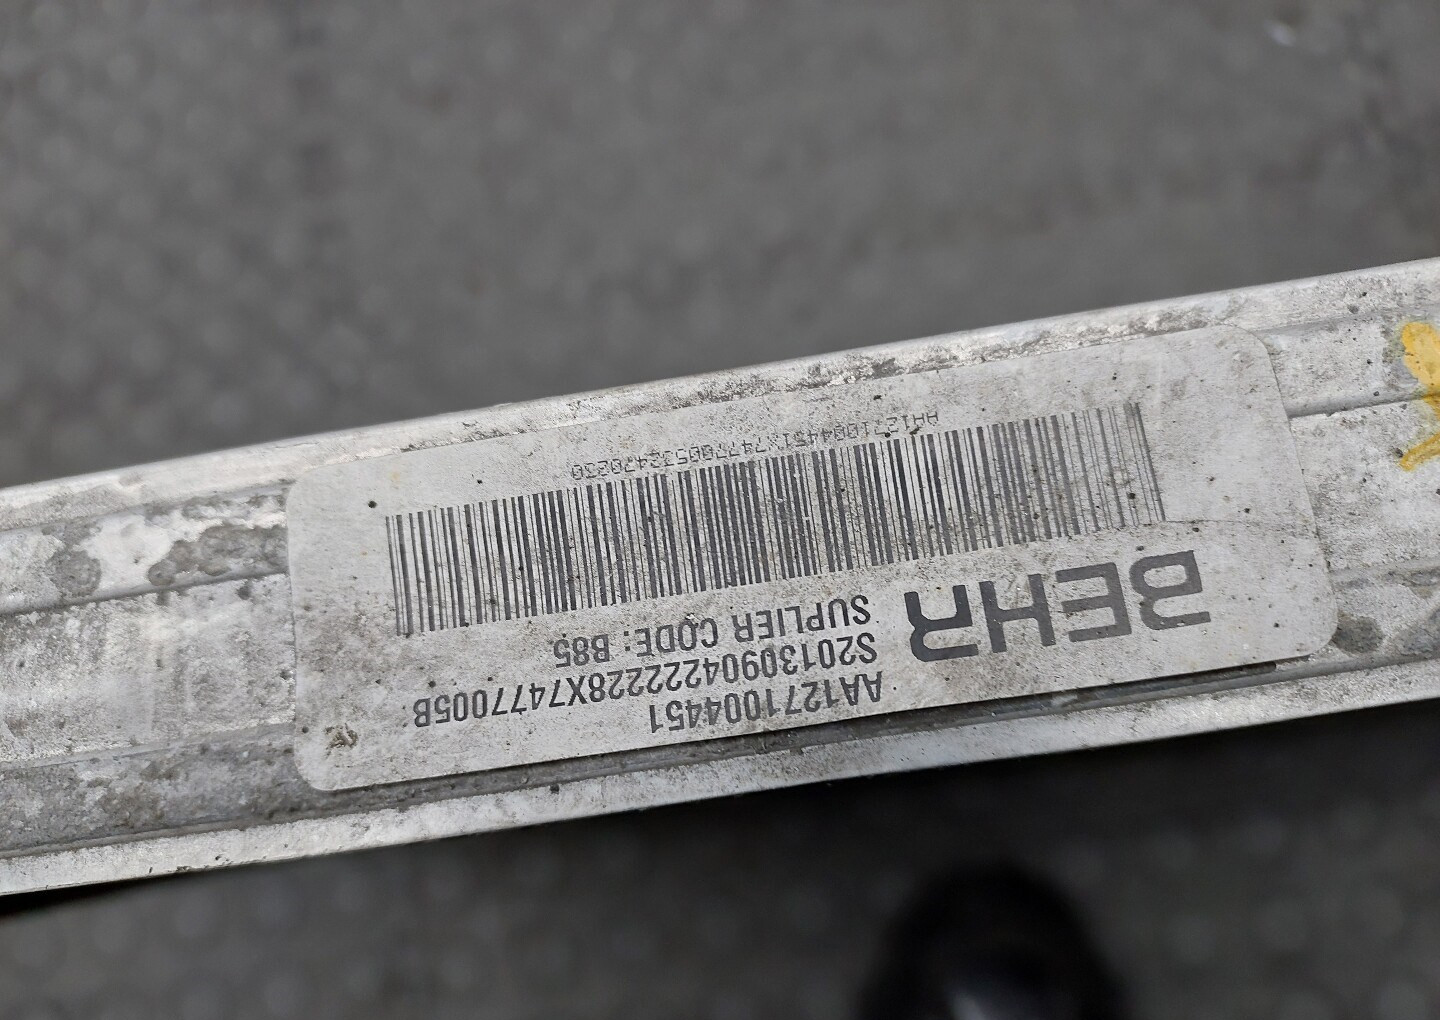 AA1271004451
S20130904222228X7477005B
BEHR
SUPLIER CODE: B85